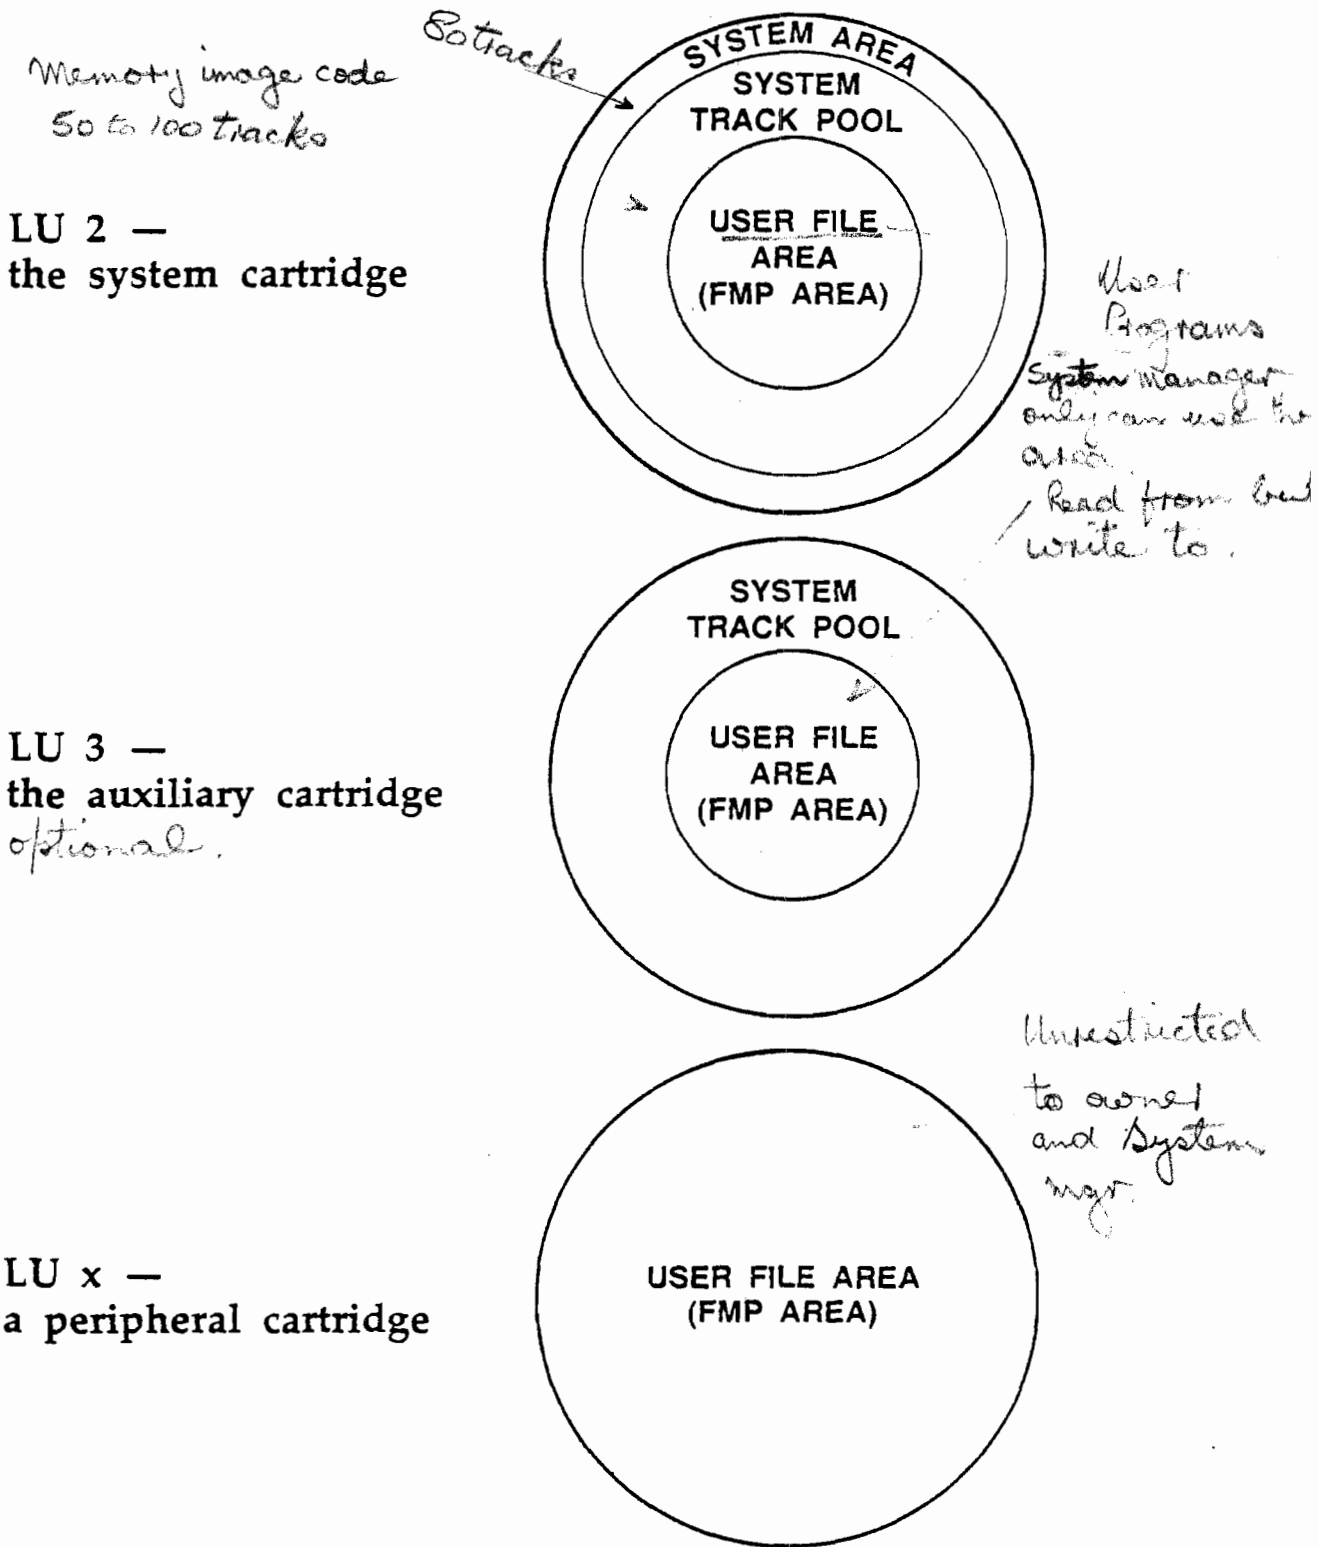 80 tracks
Memory image code
50 to 100 tracks
SYSTEM AREA
SYSTEM
TRACK POOL
LU 2 —
the system cartridge
USER FILE
AREA
(FMP AREA)
User
Programs
System Manager
only can use the
area
Read from but
write to.
SYSTEM
TRACK POOL
LU 3 —
the auxiliary cartridge
optional.
USER FILE
AREA
(FMP AREA)
Unrestricted
to owner
and System
mgr.
LU x —
a peripheral cartridge
USER FILE AREA
(FMP AREA)